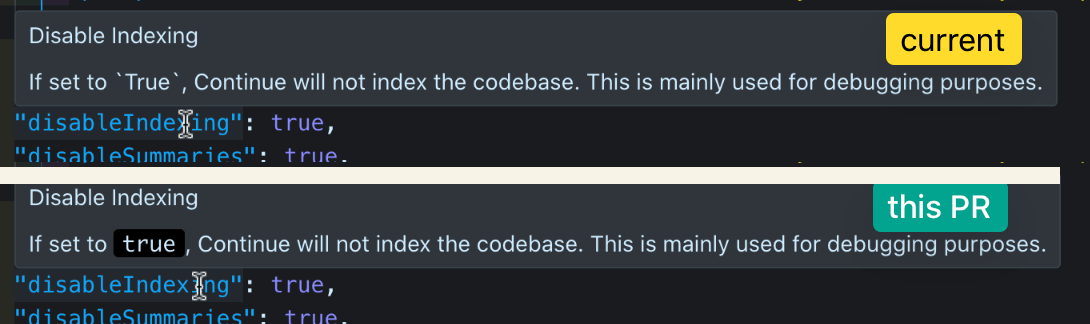 Disable Indexing
current
If set to `True`, Continue will not index the codebase. This is mainly used for debugging purposes.
"disableIndexing": true,
"disableSummaries": true,
Disable Indexing
this PR
If set to true, Continue will not index the codebase. This is mainly used for debugging purposes.
"disableIndexing": true,
"disableSummaries": true,